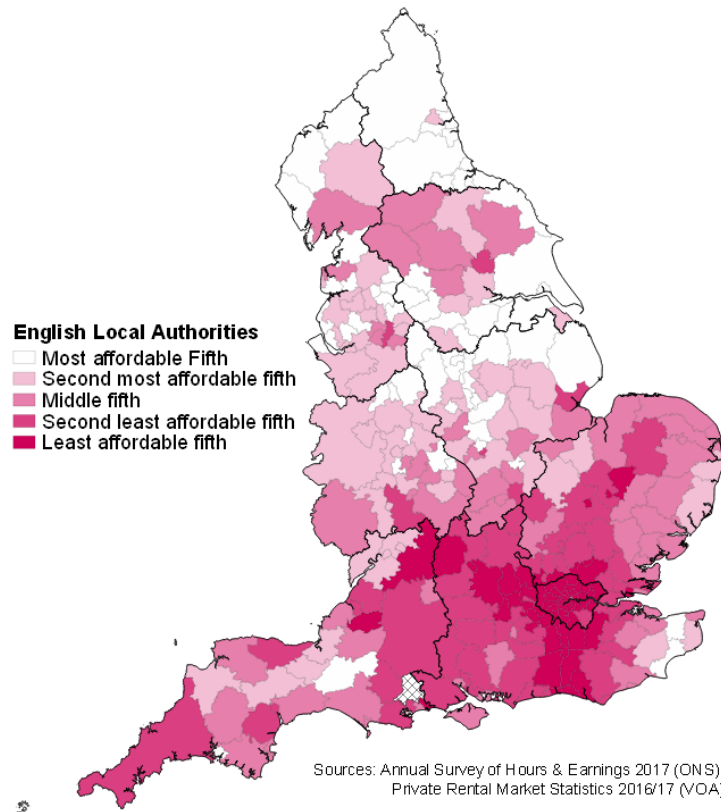 English Local Authorities
Most affordable Fifth
Second most affordable fifth
Middle fifth
Second least affordable fifth
Least affordable fifth
Sources: Annual Survey of Hours & Earnings 2017 (ONS)
Private Rental Market Statistics 2016/17 (VOA)